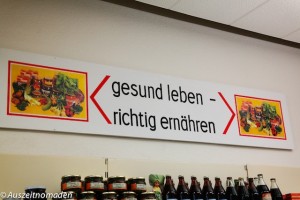 gesund leben –
richtig ernähren
© Auszeitnomaden